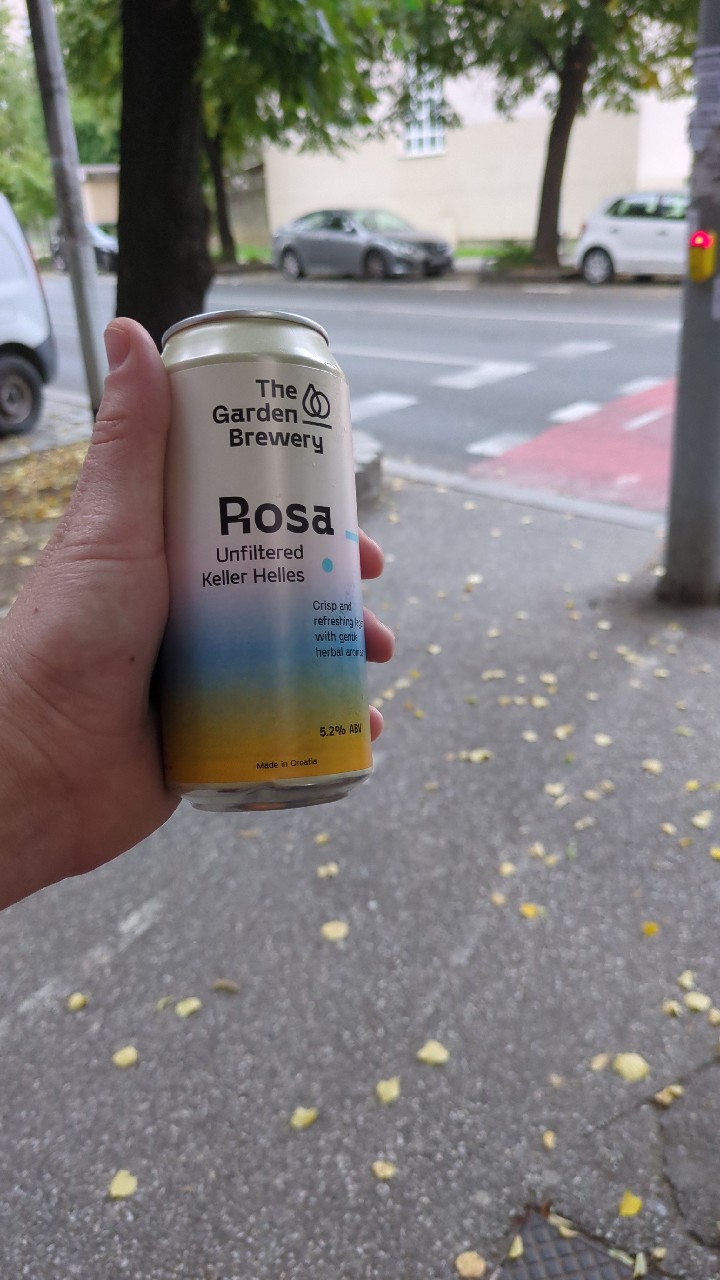 The
Garden
Brewery
Rosa
Unfiltered
Keller Helles
Crisp and
refreshing
with gentle
herbal
5.2% ABV
Made in Croatia